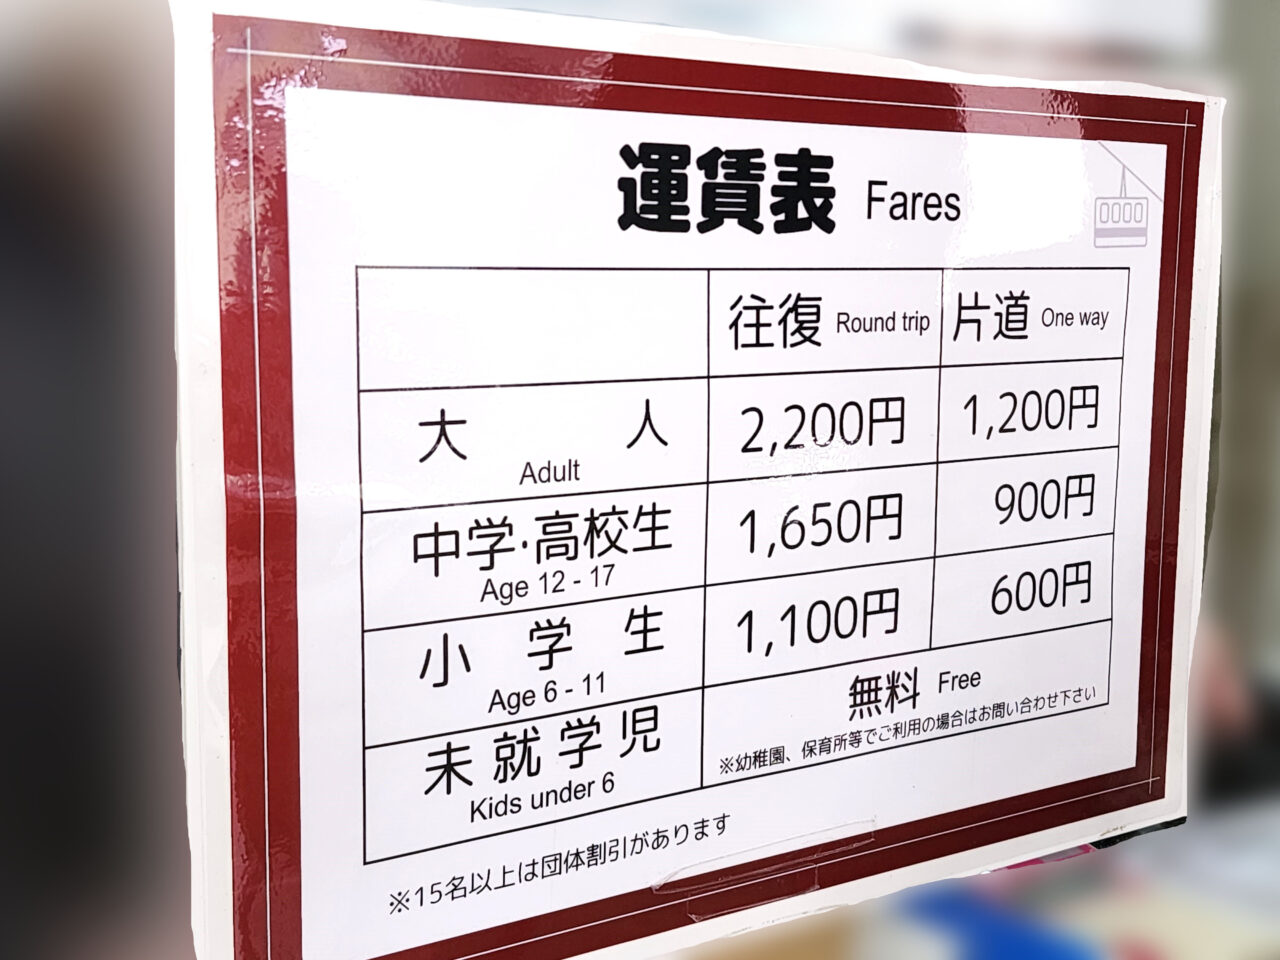 運賃表 Fares
往復 Round trip 片道 One way
大人 2,200円 1,200円
Adult
中学・高校生 1,650円 900円
Age 12 - 17
小学生 1,100円 600円
Age 6 - 11
未就学児 無料 Free
Kids under 6 ※幼稚園、保育所等でご利用の場合はお問い合わせ下さい
※15名以上は団体割引があります